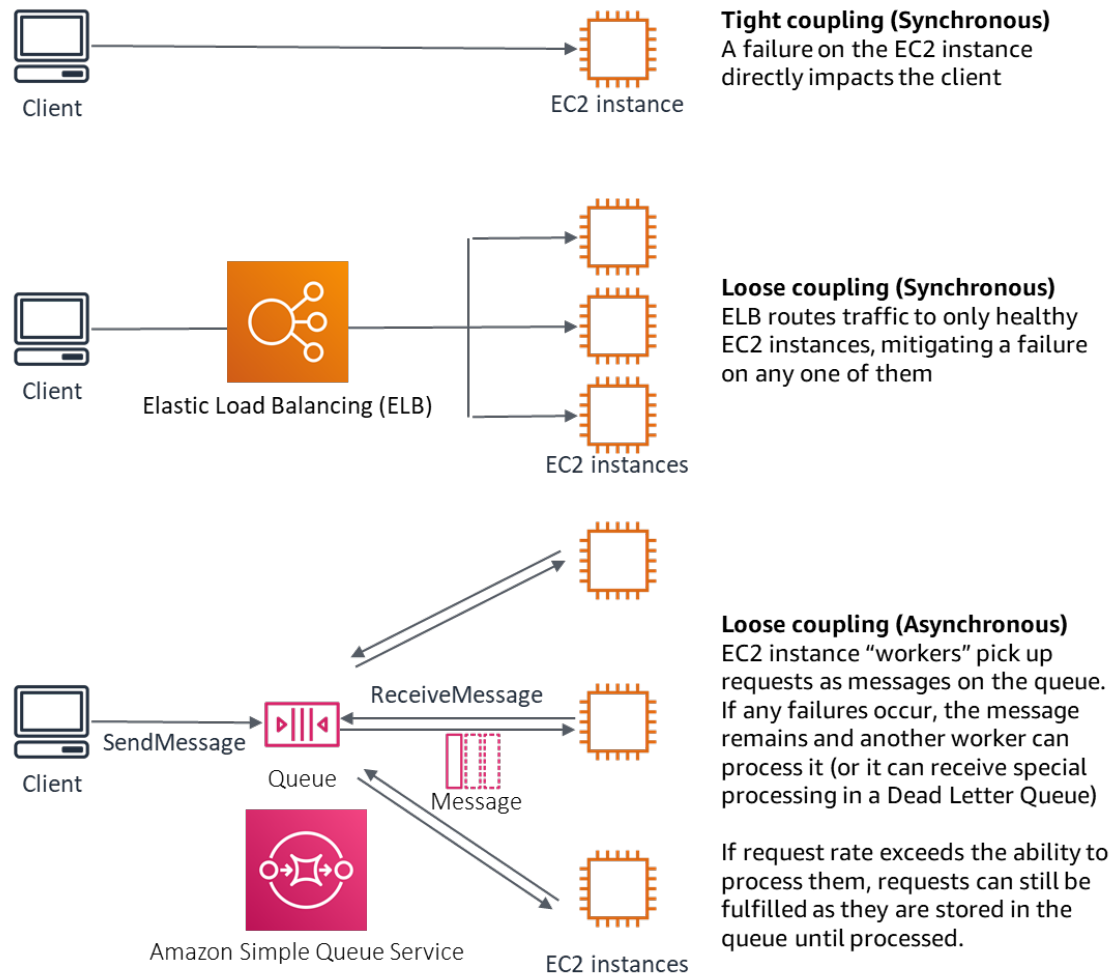 Client
EC2 instance
Tight coupling (Synchronous)
A failure on the EC2 instance
directly impacts the client
Client
Elastic Load Balancing (ELB)
EC2 instances
Loose coupling (Synchronous)
ELB routes traffic to only healthy
EC2 instances, mitigating a failure
on any one of them
Client
SendMessage
Queue
ReceiveMessage
Message
Amazon Simple Queue Service
EC2 instances
Loose coupling (Asynchronous)
EC2 instance “workers” pick up
requests as messages on the queue.
If any failures occur, the message
remains and another worker can
process it (or it can receive special
processing in a Dead Letter Queue)
If request rate exceeds the ability to
process them, requests can still be
fulfilled as they are stored in the
queue until processed.